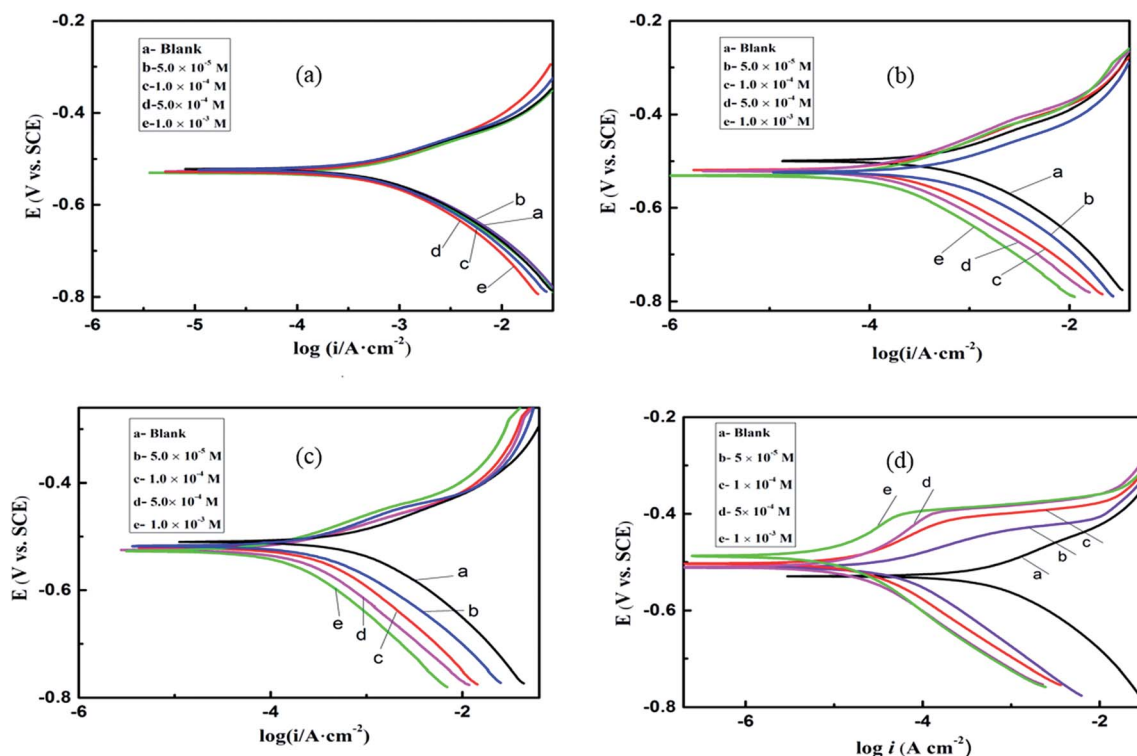 -0.2
-0.4
-0.6
-0.8
E (V vs. SCE)
a- Blank
b-5.0 × 10⁻⁵ M
c-1.0 × 10⁻⁴ M
d-5.0× 10⁻⁴ M
e-1.0 × 10⁻³ M
(a)
b
a
d
c
e
-6
-5
-4
-3
-2
log (i/A·cm⁻²)
-0.2
-0.4
-0.6
-0.8
E (V vs. SCE)
a- Blank
b- 5.0 × 10⁻⁵ M
c- 1.0 × 10⁻⁴ M
d- 5.0 × 10⁻⁴ M
e- 1.0 × 10⁻³ M
(b)
a
b
e
d
c
-6
-4
-2
log(i/A·cm⁻²)
-0.4
-0.6
-0.8
E (V vs. SCE)
a- Blank
b- 5.0 × 10⁻⁵ M
c- 1.0 × 10⁻⁴ M
d- 5.0× 10⁻⁴ M
e- 1.0× 10⁻³ M
(c)
a
b
e
d
c
-6
-5
-4
-3
-2
log(i/A·cm⁻²)
-0.2
-0.4
-0.6
-0.8
E (V vs. SCE)
a- Blank
b- 5 × 10⁻⁵ M
c- 1 × 10⁻⁴ M
d- 5× 10⁻⁴ M
e- 1× 10⁻³ M
(d)
e
d
c
b
a
-6
-4
-2
log i (A cm⁻²)